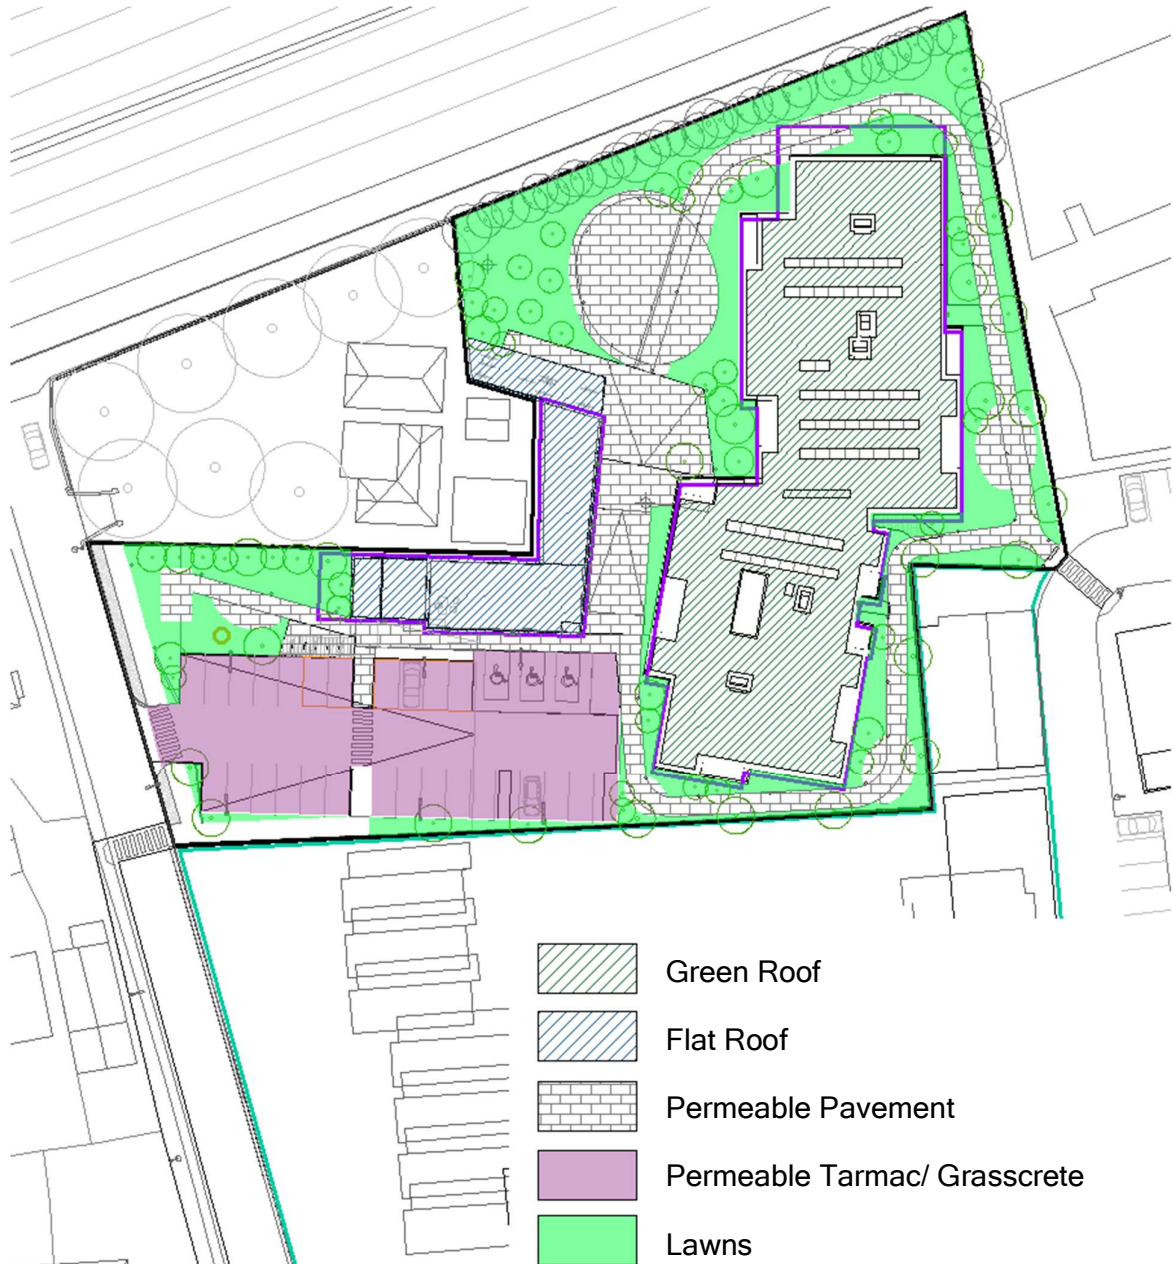 Green Roof
Flat Roof
Permeable Pavement
Permeable Tarmac/ Grasscrete
Lawns